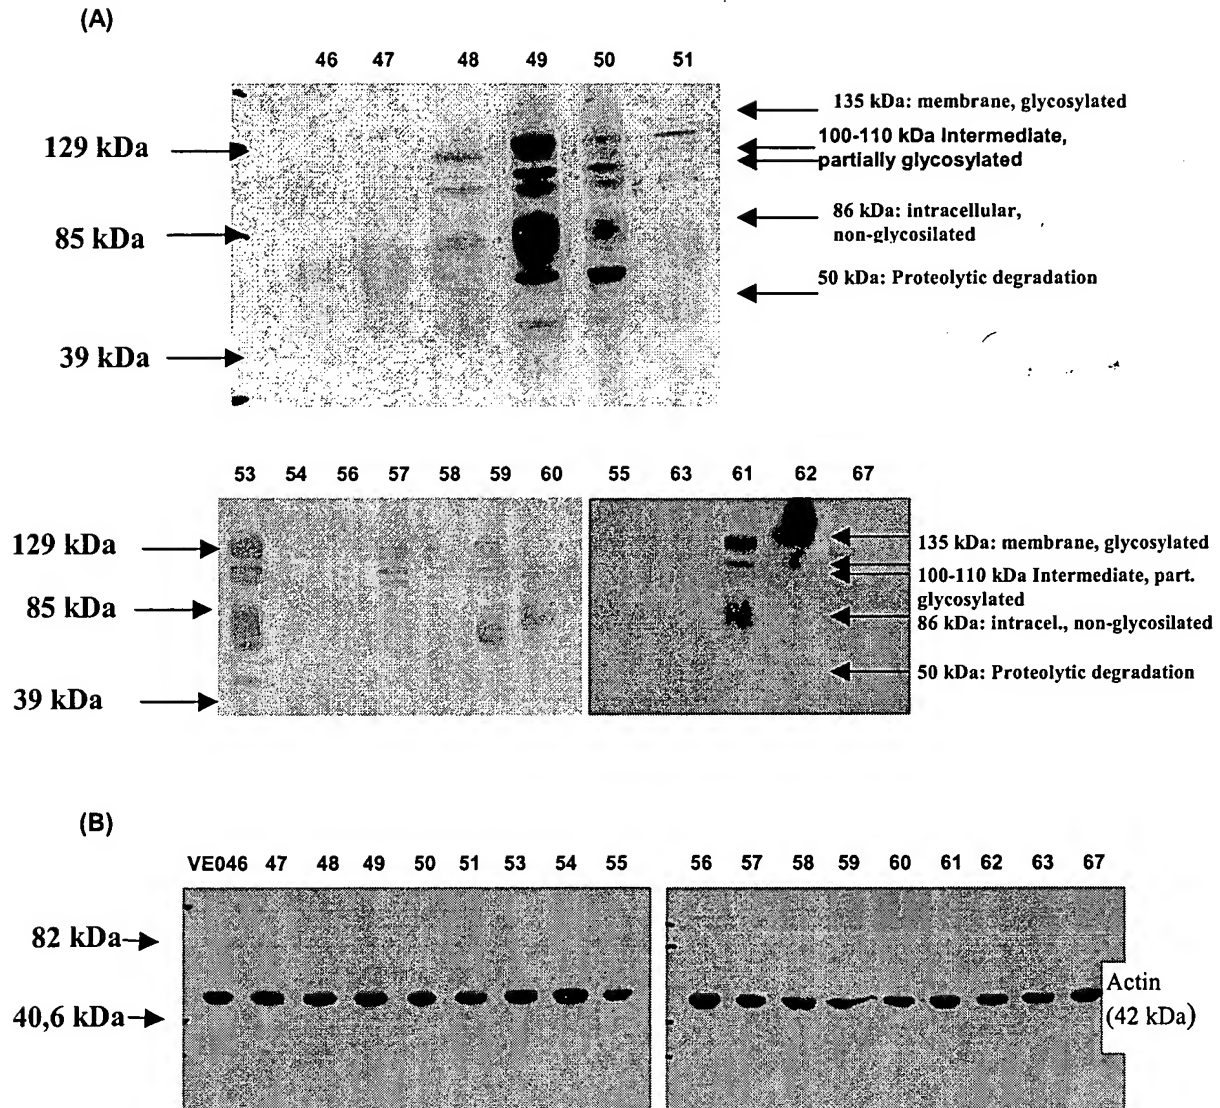 (A)
46 47 48 49 50 51
129 kDa
85 kDa
39 kDa
135 kDa: membrane, glycosylated
100-110 kDa Intermediate,
partially glycosylated
86 kDa: intracellular,
non-glycosilated
50 kDa: Proteolytic degradation
53 54 56 57 58 59 60 55 63 61 62 67
129 kDa
85 kDa
39 kDa
135 kDa: membrane, glycosylated
100-110 kDa Intermediate, part.
glycosylated
86 kDa: intracel., non-glycosilated
50 kDa: Proteolytic degradation
(B)
VE046 47 48 49 50 51 53 54 55 56 57 58 59 60 61 62 63 67
82 kDa
40,6 kDa
Actin
(42 kDa)